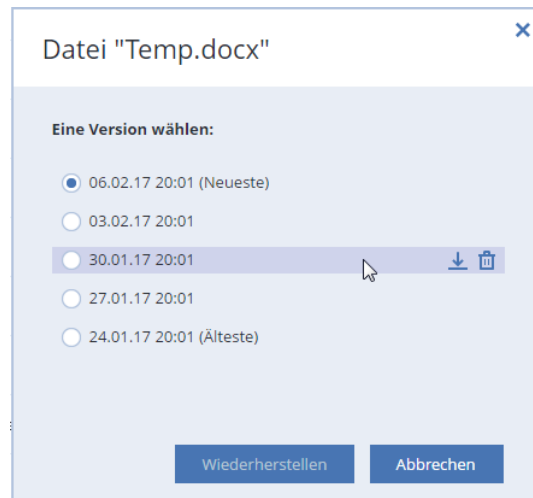 Datei "Temp.docx"
Eine Version wählen:
06.02.17 20:01 (Neueste)
03.02.17 20:01
30.01.17 20:01
27.01.17 20:01
24.01.17 20:01 (Älteste)
Wiederherstellen
Abbrechen